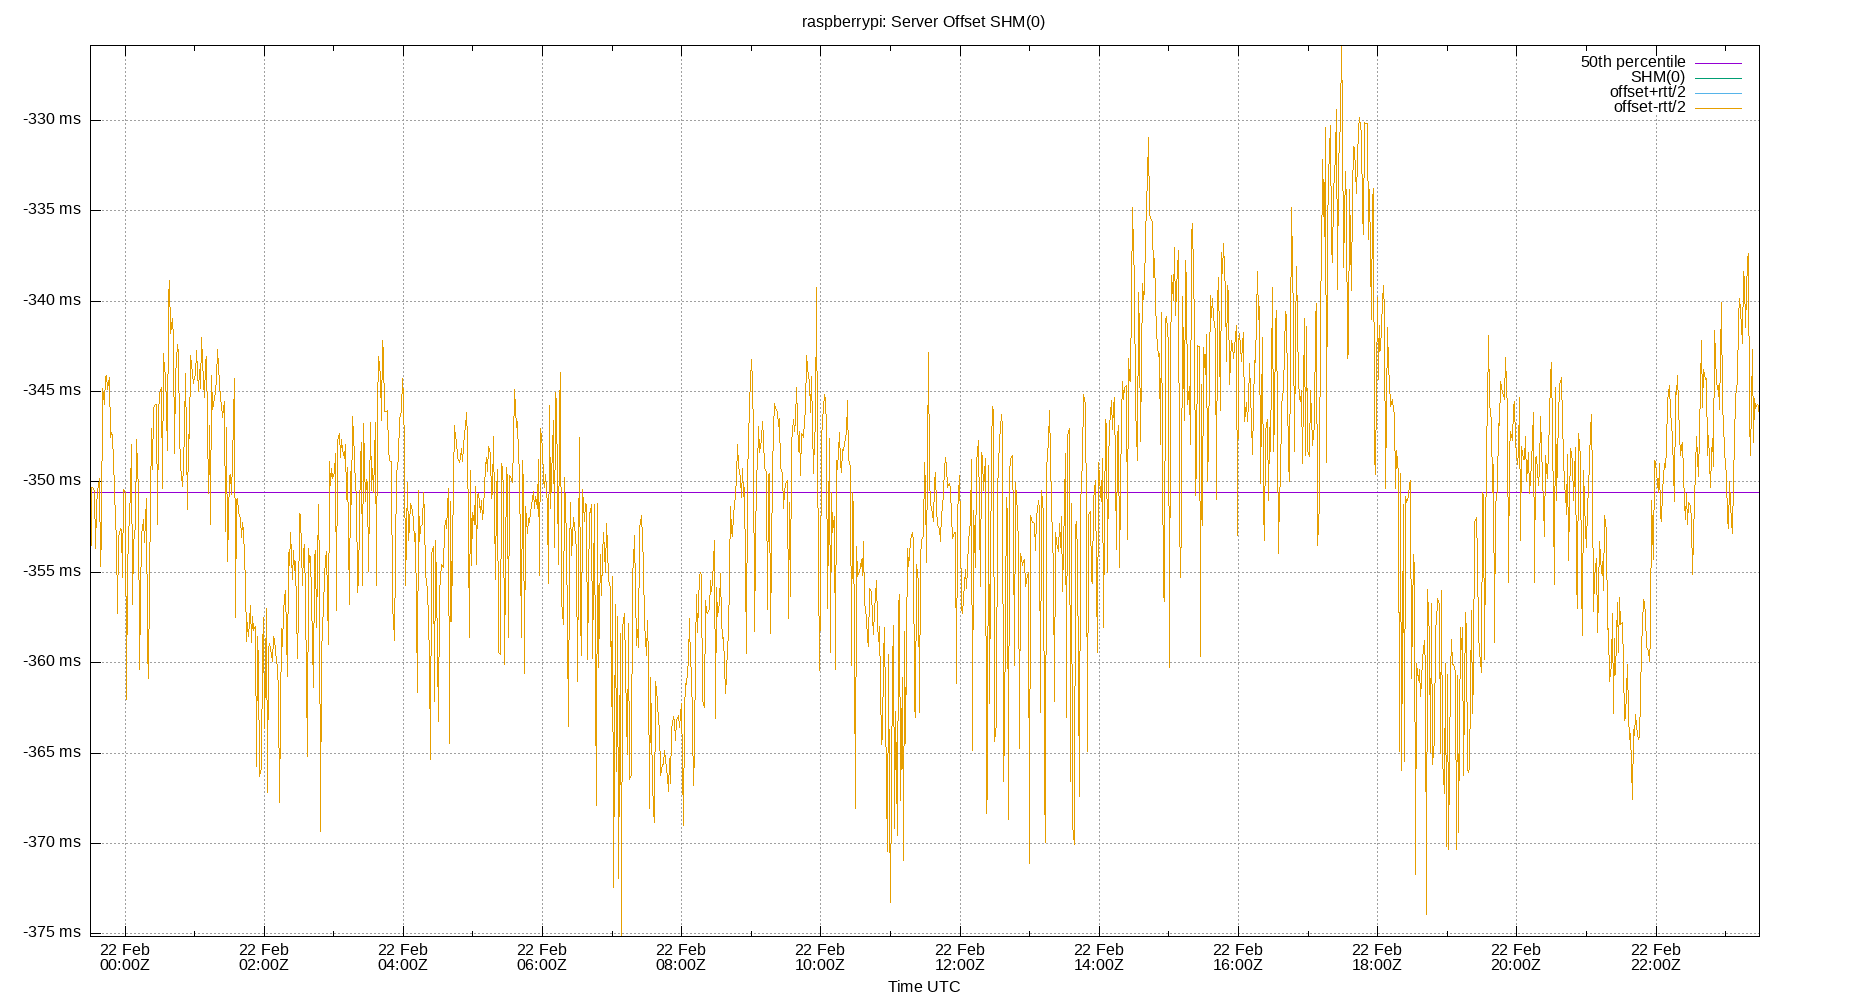 raspberrypi: Server Offset SHM(0)
50th percentile
SHM(0)
offset+rtt/2
offset-rtt/2
-330 ms
-335 ms
-340 ms
-345 ms
-350 ms
-355 ms
-360 ms
-365 ms
-370 ms
-375 ms
22 Feb 22 Feb 22 Feb 22 Feb 22 Feb 22 Feb 22 Feb 22 Feb 22 Feb 22 Feb 22 Feb 22 Feb
00:00Z 02:00Z 04:00Z 06:00Z 08:00Z 10:00Z 12:00Z 14:00Z 16:00Z 18:00Z 20:00Z 22:00Z
Time UTC